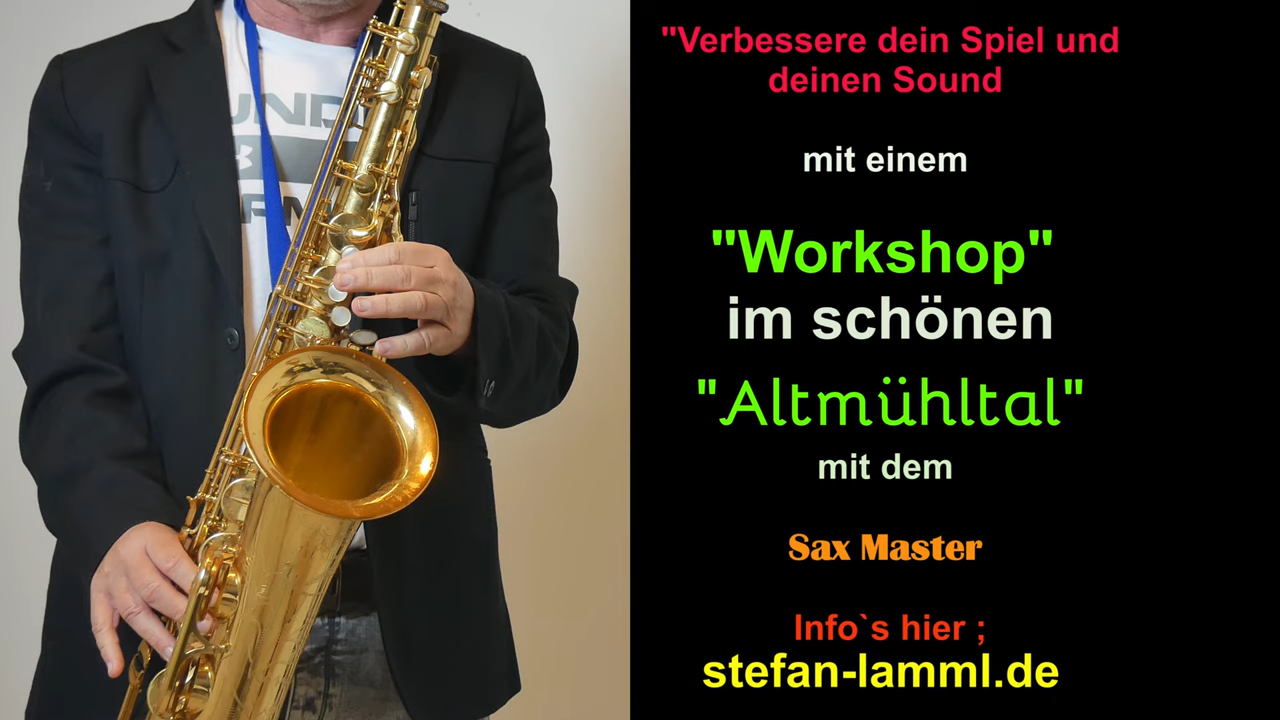 UND
"Verbessere dein Spiel und
deinen Sound
mit einem
"Workshop"
im schönen
"Altmühltal"
mit dem
Sax Master
Info`s hier ;
stefan-lamml.de